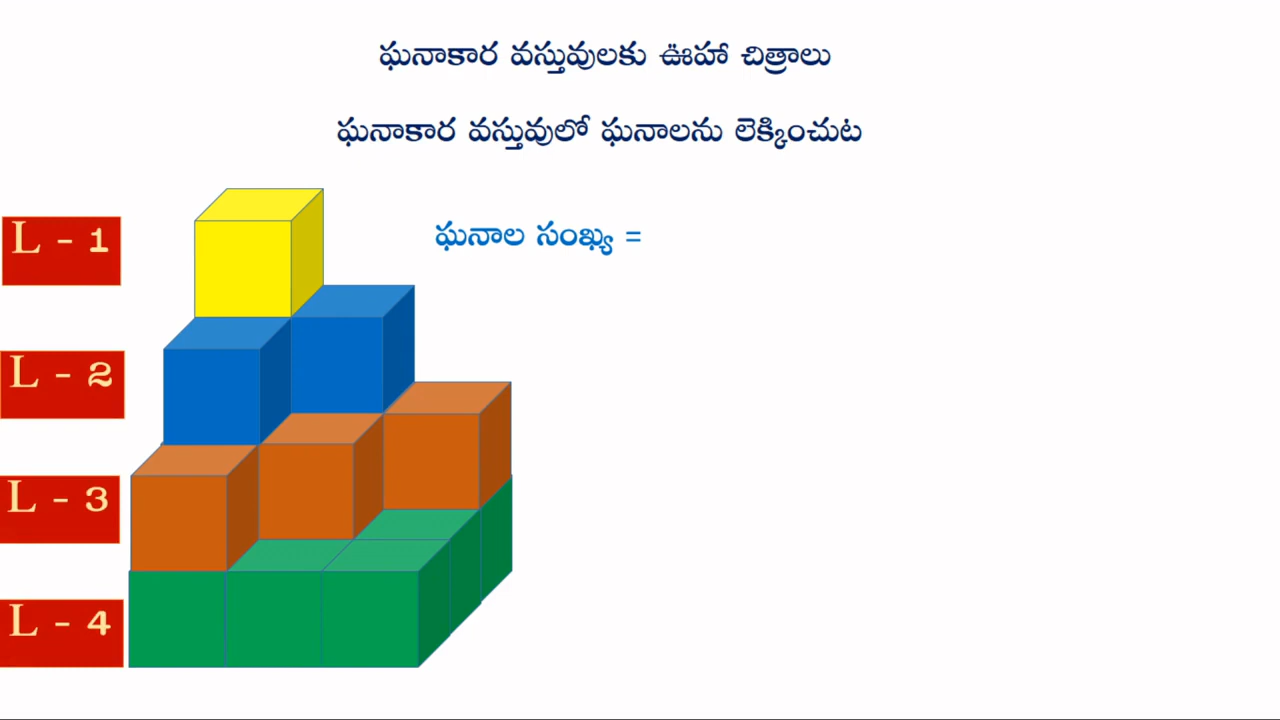 ఘనాకార వస్తువులకు ఊహా చిత్రాలు
ఘనాకార వస్తువులో ఘనాలను లెక్కించుట
ఘనాల సంఖ్య =
L - 1
L - 2
L - 3
L - 4